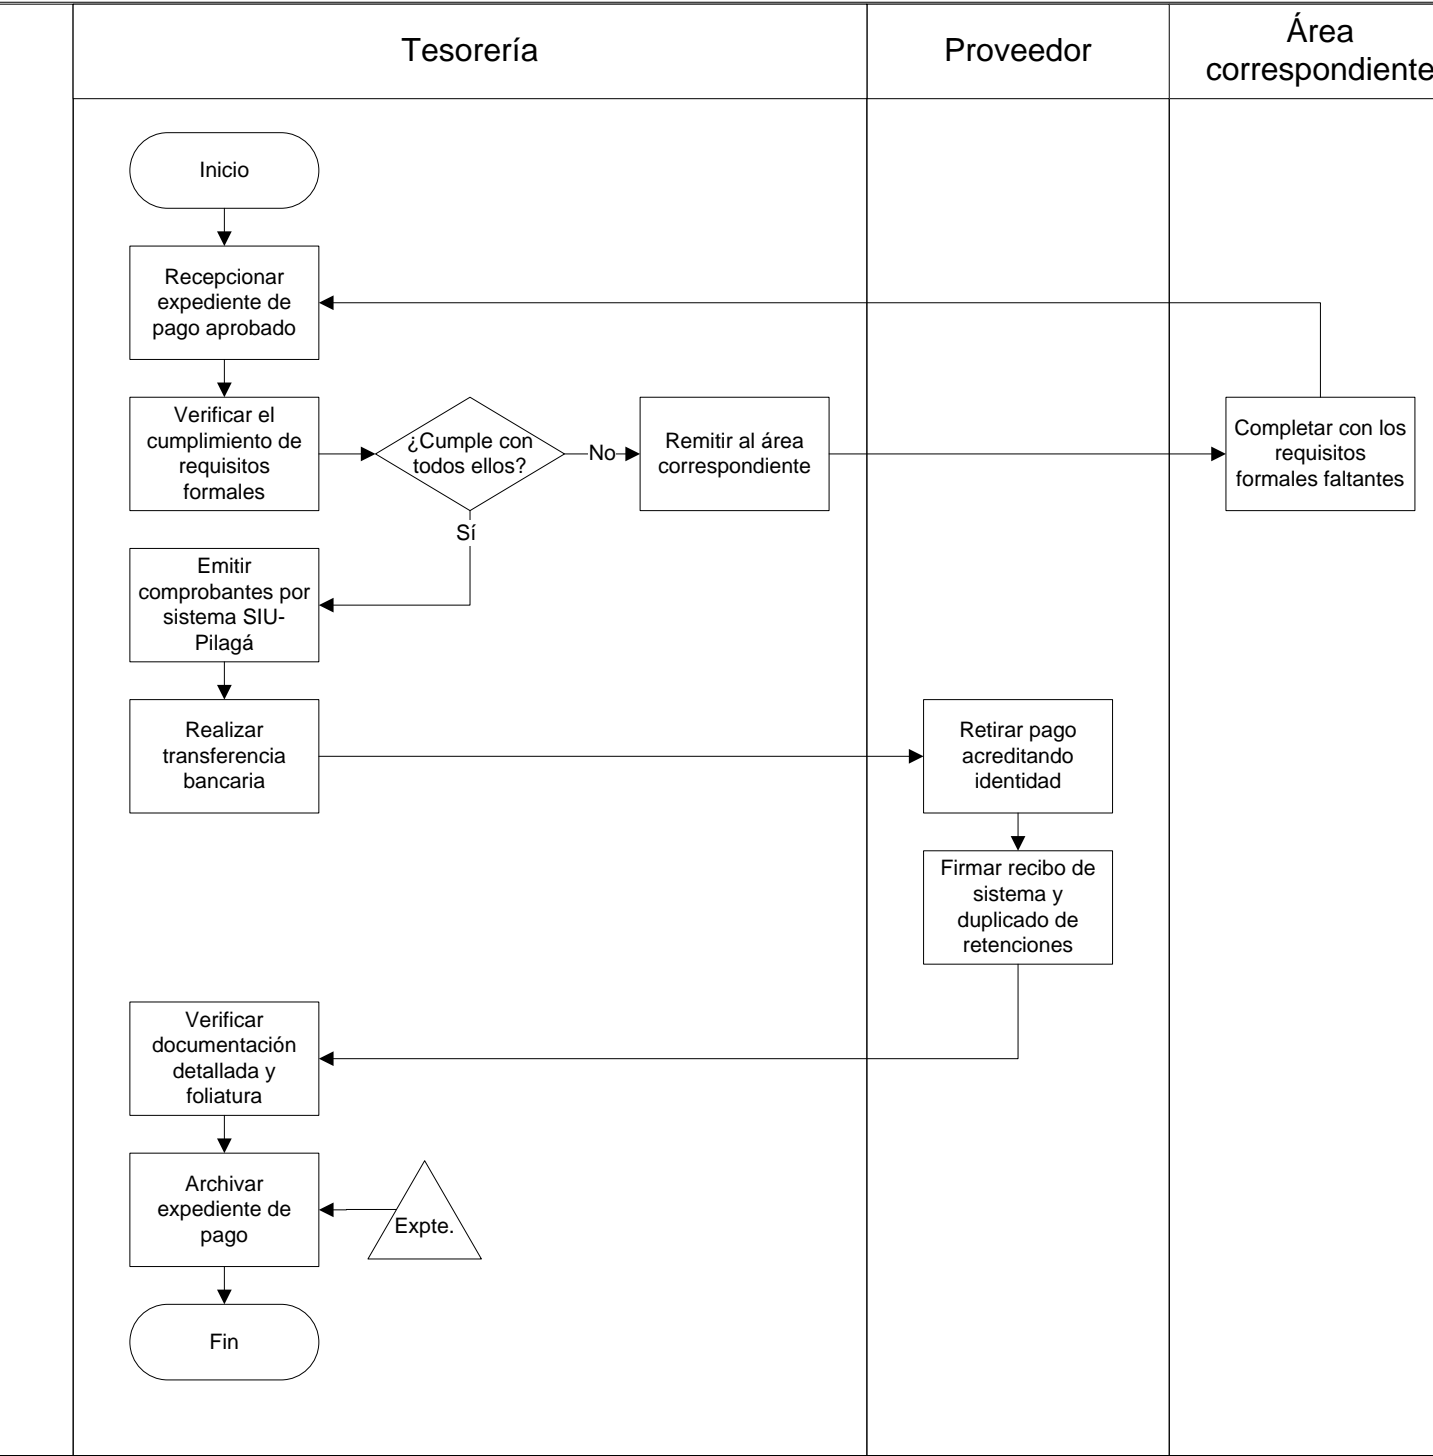 Tesorería
Proveedor
Área
correspondiente
Inicio
Recepcionar
expediente de
pago aprobado
Verificar el
cumplimiento de
requisitos
formales
¿Cumple con
todos ellos?
No
Remitir al área
correspondiente
Completar con los
requisitos
formales faltantes
Sí
Emitir
comprobantes por
sistema SIU-
Pilagá
Realizar
transferencia
bancaria
Retirar pago
acreditando
identidad
Firmar recibo de
sistema y
duplicado de
retenciones
Verificar
documentación
detallada y
foliatura
Archivar
expediente de
pago
Expte.
Fin